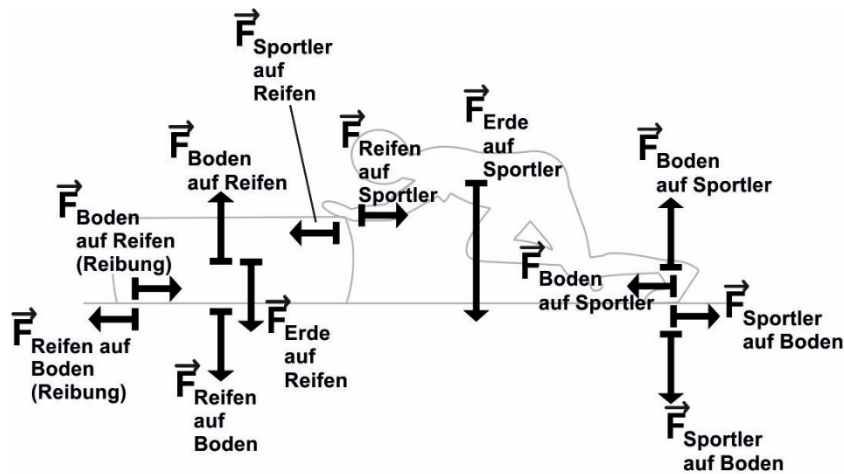 F⃗ Sportler
auf
Reifen
F⃗ Reifen
auf
Sportler
F⃗ Erde
auf
Sportler
F⃗ Boden
auf Reifen
F⃗ Boden
auf Sportler
F⃗ Boden
auf Reifen
(Reibung)
F⃗ Boden
auf Sportler
F⃗ Reifen auf
Boden
(Reibung)
F⃗ Erde
auf
Reifen
F⃗ Sportler
auf Boden
F⃗ Reifen
auf
Boden
F⃗ Sportler
auf Boden